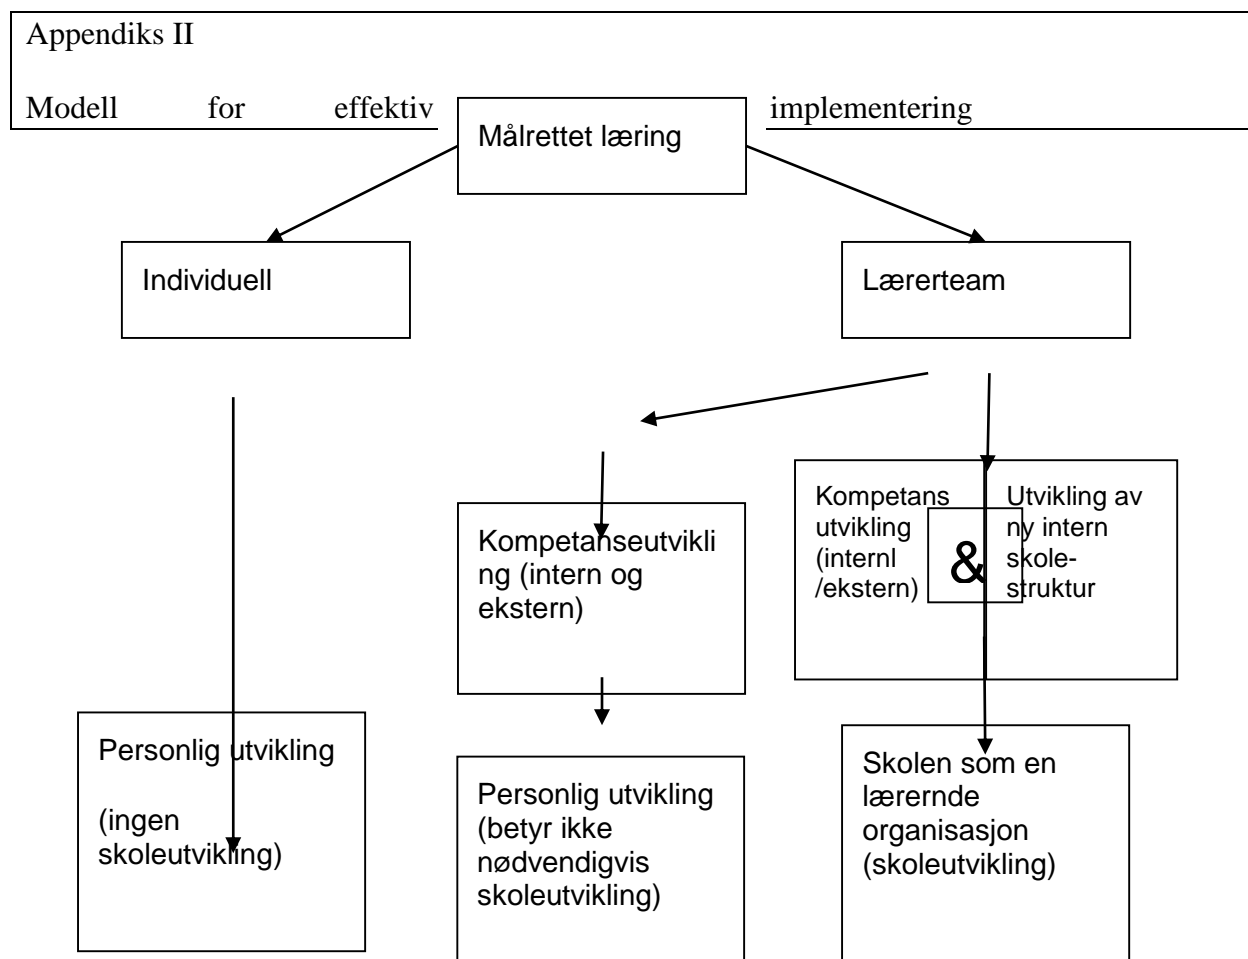 Appendiks II
Modell for effektiv implementering
Målrettet læring
Individuell
Lærerteam
Kompetanseutvikli
ng (intern og
ekstern)
Kompetans
utvikling
(internl
/ekstern)
&
Utvikling av
ny intern
skole-
struktur
Personlig utvikling
(ingen
skoleutvikling)
Personlig utvikling
(betyr ikke
nødvendigvis
skoleutvikling)
Skolen som en
lærernde
organisasjon
(skoleutvikling)